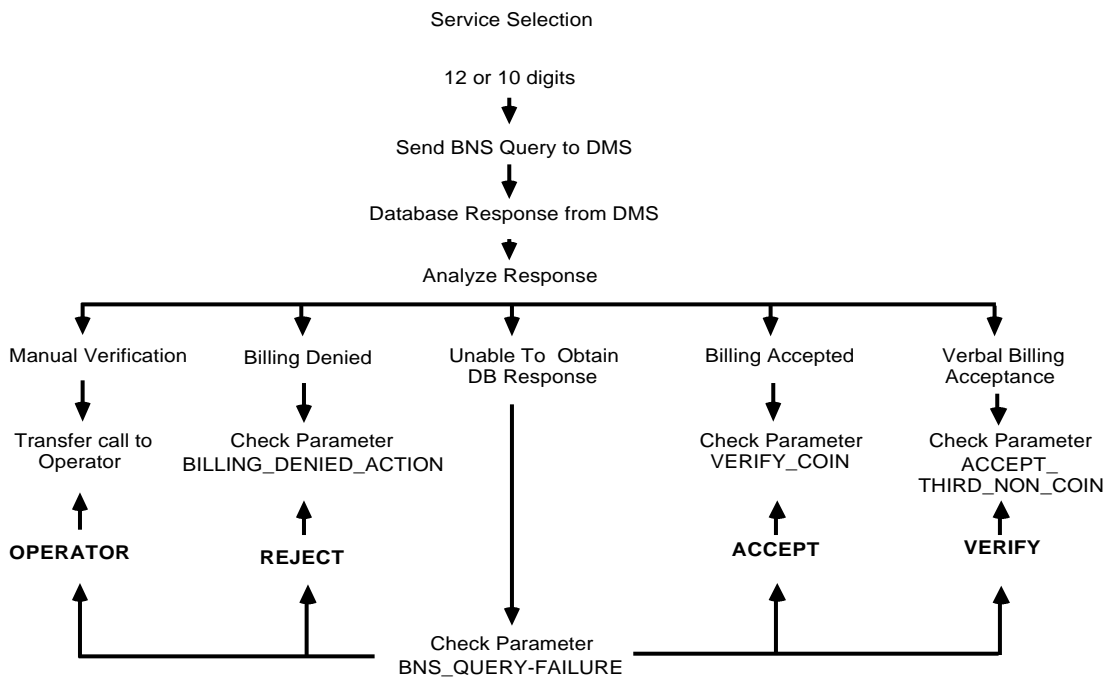 Service Selection
12 or 10 digits
Send BNS Query to DMS
Database Response from DMS
Analyze Response
Manual Verification
Billing Denied
Unable To Obtain
DB Response
Billing Accepted
Verbal Billing
Acceptance
Transfer call to
Operator
Check Parameter
BILLING_DENIED_ACTION
Check Parameter
VERIFY_COIN
Check Parameter
ACCEPT_
THIRD_NON_COIN
OPERATOR
REJECT
ACCEPT
VERIFY
Check Parameter
BNS_QUERY-FAILURE